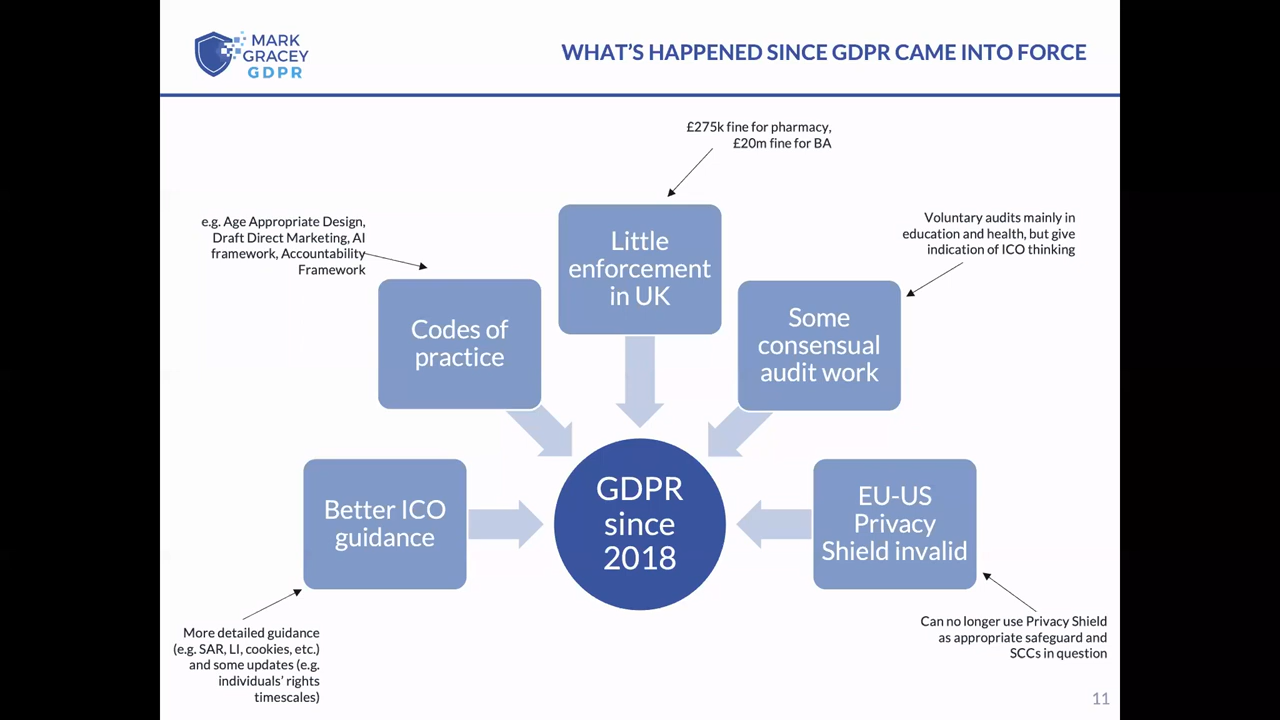 MARK
GRACEY
GDPR
WHAT'S HAPPENED SINCE GDPR CAME INTO FORCE
£275k fine for pharmacy,
£20m fine for BA
e.g. Age Appropriate Design,
Draft Direct Marketing, AI
framework, Accountability
Framework
Voluntary audits mainly in
education and health, but give
indication of ICO thinking
Little
enforcement
in UK
Codes of
practice
Some
consensual
audit work
Better ICO
guidance
GDPR
since
2018
EU-US
Privacy
Shield invalid
More detailed guidance
(e.g. SAR, LI, cookies, etc.)
and some updates (e.g.
individuals' rights
timescales)
Can no longer use Privacy Shield
as appropriate safeguard and
SCCs in question
11